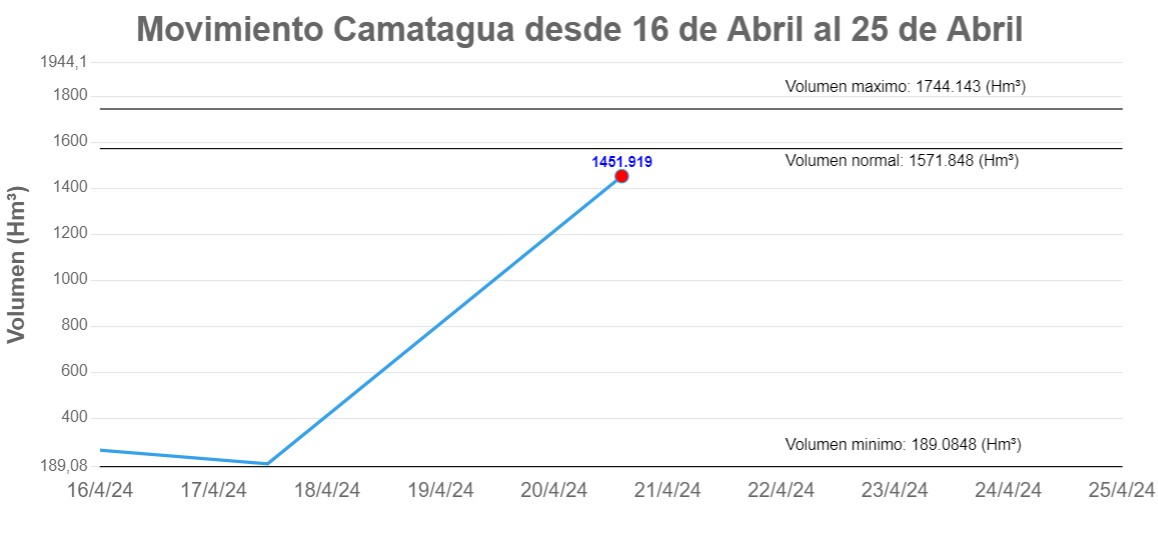 Movimiento Camatagua desde 16 de Abril al 25 de Abril
1944,1
Volumen maximo: 1744.143 (Hm³)
1800
1600
1451.919
Volumen normal: 1571.848 (Hm³)
1400
Volumen (Hm³)
1200
1000
800
600
400
Volumen minimo: 189.0848 (Hm³)
189,08
16/4/24 17/4/24 18/4/24 19/4/24 20/4/24 21/4/24 22/4/24 23/4/24 24/4/24 25/4/24